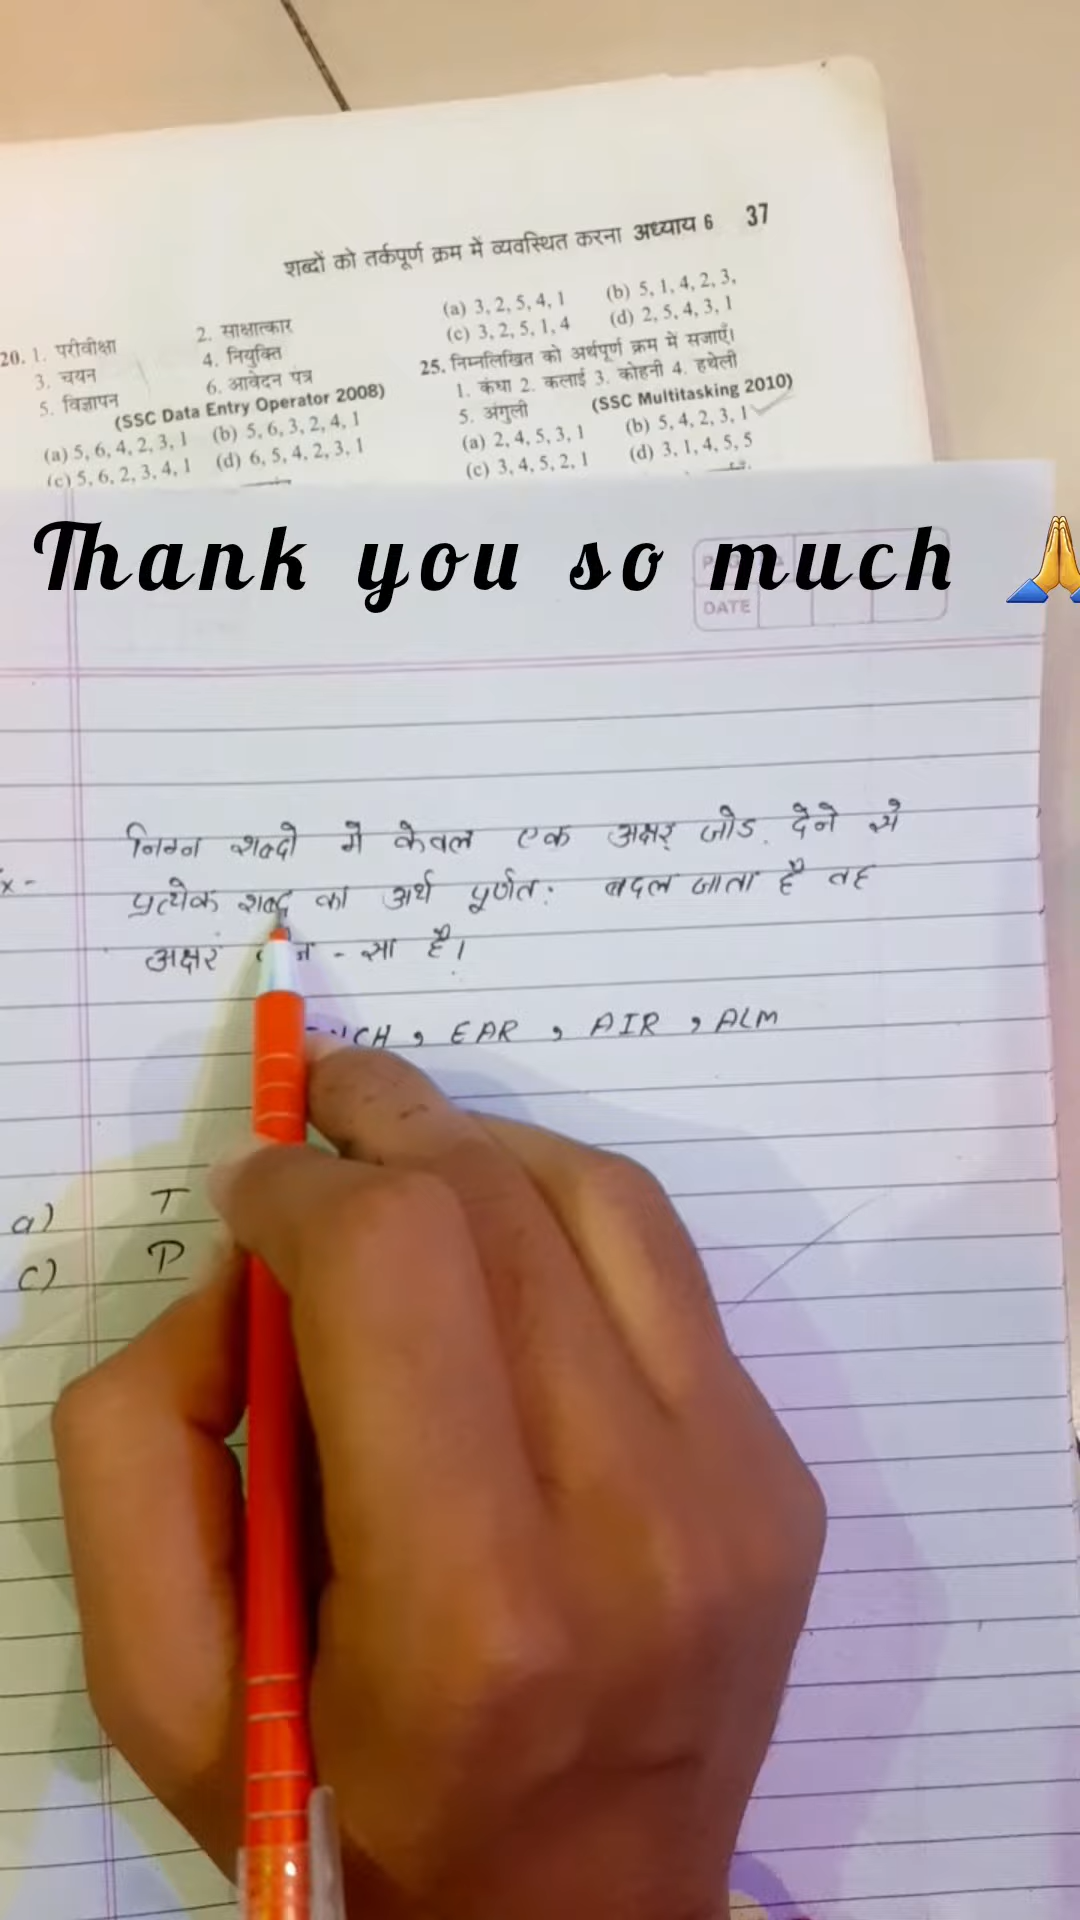 शब्दों को तर्कपूर्ण क्रम में व्यवस्थित करना अध्याय 6 37
20. 1. परीवीक्षा 2. साक्षात्कार
3. चयन 4. नियुक्ति
5. विज्ञापन 6. आवेदन पत्र
(SSC Data Entry Operator 2008)
(a) 5, 6, 4, 2, 3, 1 (b) 5, 6, 3, 2, 4, 1
(c) 5, 6, 2, 3, 4, 1 (d) 6, 5, 4, 2, 3, 1
(a) 3, 2, 5, 4, 1 (b) 5, 1, 4, 2, 3,
(c) 3, 2, 5, 1, 4 (d) 2, 5, 4, 3, 1
25. निम्नलिखित को अर्थपूर्ण क्रम में सजाएँ।
1. कंधा 2. कलाई 3. कोहनी 4. हथेली
5. अंगुली (SSC Multitasking 2010)
(a) 2, 4, 5, 3, 1 (b) 5, 4, 2, 3, 1
(c) 3, 4, 5, 2, 1 (d) 3, 1, 4, 5, 5
Thank you so much 🙏
DATE
निम्न शब्दो मे केवल एक अक्षर जोड देने से
प्रत्येक शब्द का अर्थ पूर्णत: बदल जाता है वह
अक्षर - सा है।
EAR , AIR , ALM
a) T
c) P